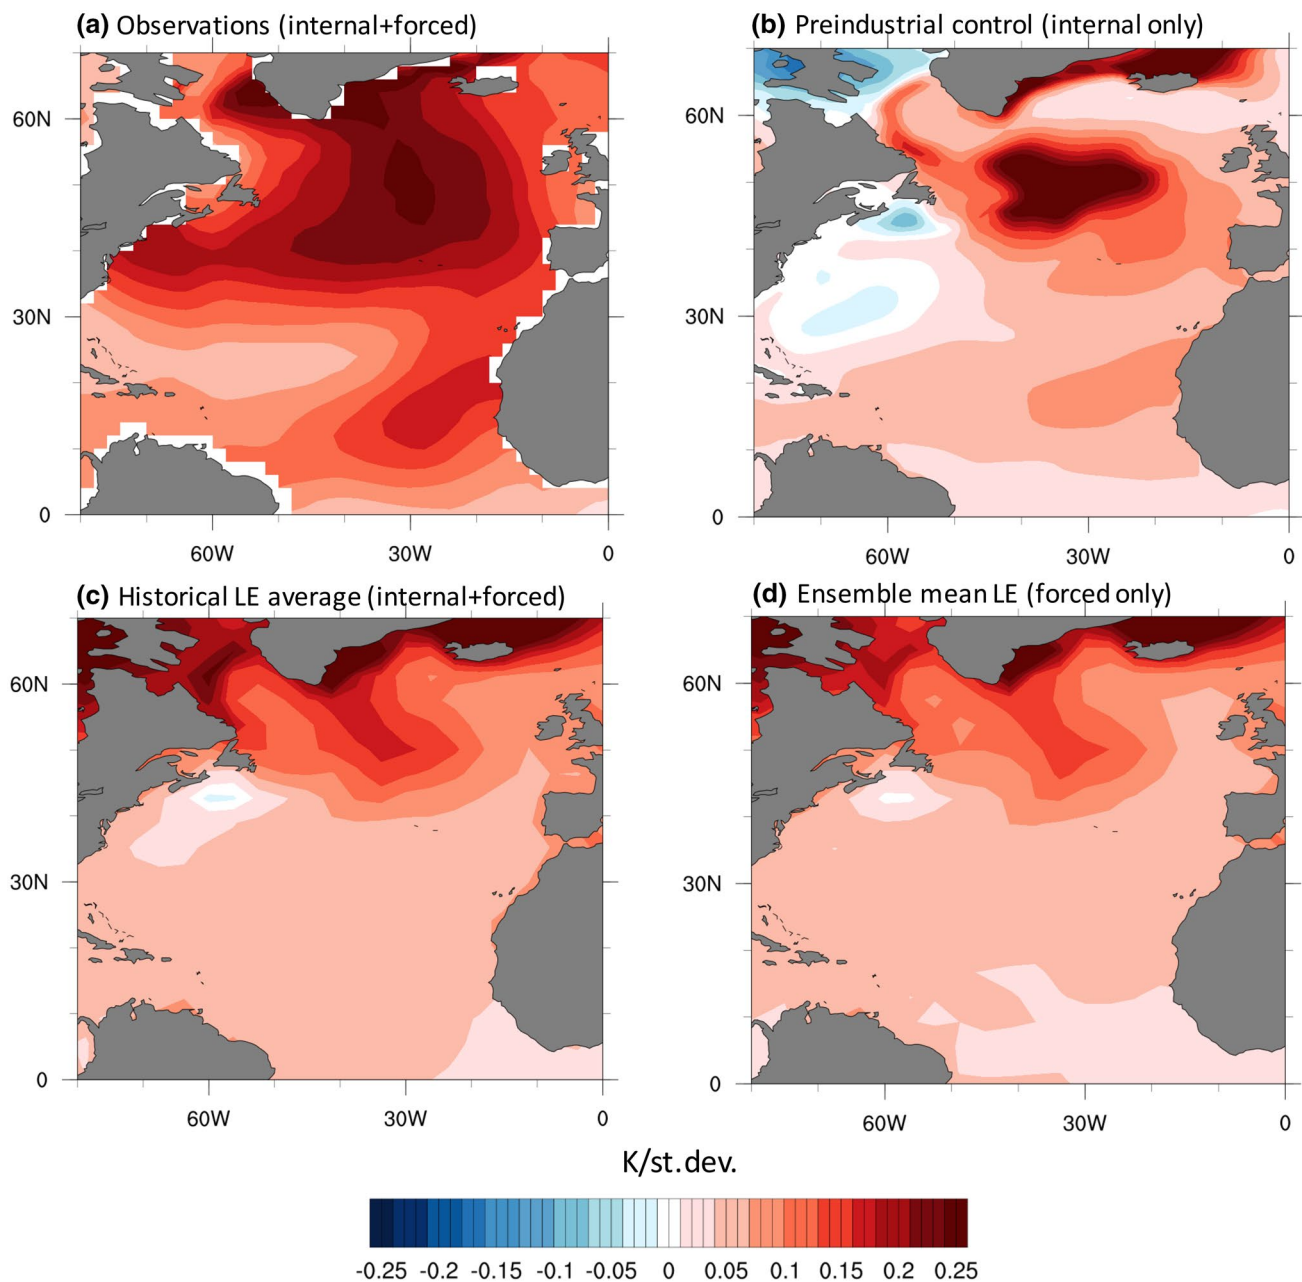 (a) Observations (internal+forced)
(b) Preindustrial control (internal only)
60N
30N
0
60W 30W 0
60N
30N
0
60W 30W 0
(c) Historical LE average (internal+forced)
(d) Ensemble mean LE (forced only)
60N
30N
0
60W 30W 0
60N
30N
0
60W 30W 0
K/st.dev.
-0.25 -0.2 -0.15 -0.1 -0.05 0 0.05 0.1 0.15 0.2 0.25